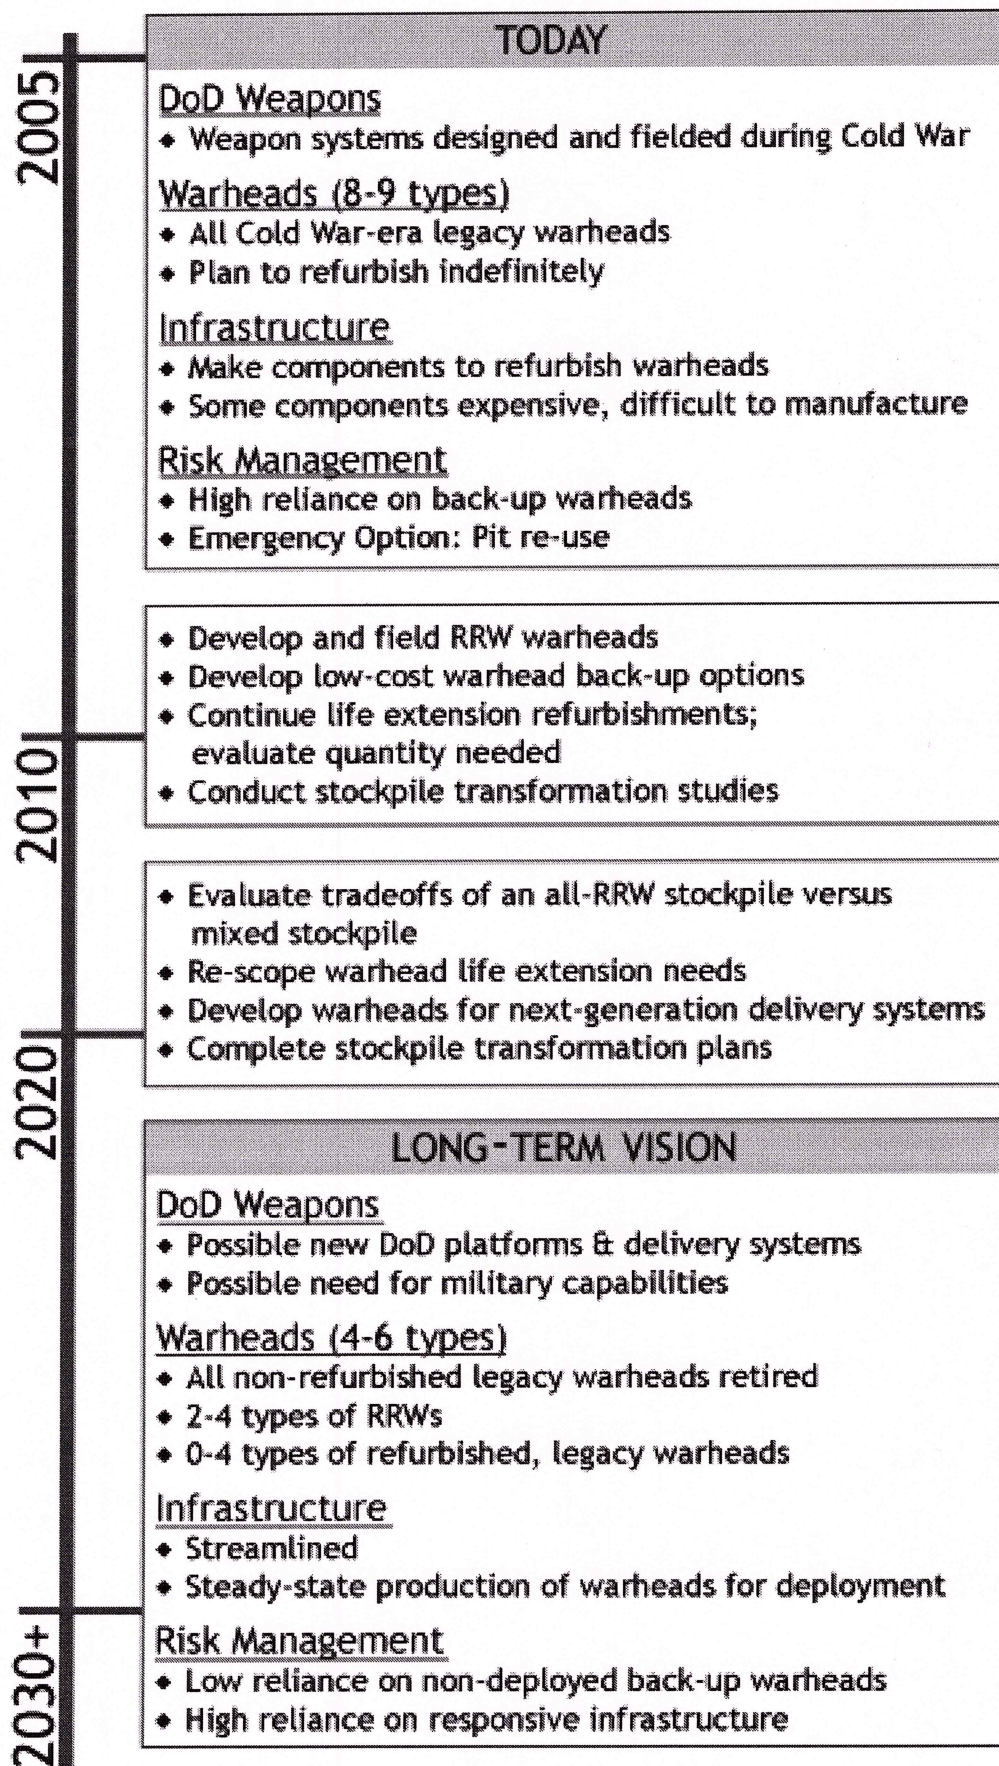 2005
TODAY
DoD Weapons
◆ Weapon systems designed and fielded during Cold War
Warheads (8-9 types)
◆ All Cold War-era legacy warheads
◆ Plan to refurbish indefinitely
Infrastructure
◆ Make components to refurbish warheads
◆ Some components expensive, difficult to manufacture
Risk Management
◆ High reliance on back-up warheads
◆ Emergency Option: Pit re-use
◆ Develop and field RRW warheads
◆ Develop low-cost warhead back-up options
◆ Continue life extension refurbishments;
evaluate quantity needed
◆ Conduct stockpile transformation studies
2010
◆ Evaluate tradeoffs of an all-RRW stockpile versus
mixed stockpile
◆ Re-scope warhead life extension needs
◆ Develop warheads for next-generation delivery systems
◆ Complete stockpile transformation plans
2020
LONG-TERM VISION
DoD Weapons
◆ Possible new DoD platforms & delivery systems
◆ Possible need for military capabilities
Warheads (4-6 types)
◆ All non-refurbished legacy warheads retired
◆ 2-4 types of RRWs
◆ 0-4 types of refurbished, legacy warheads
Infrastructure
◆ Streamlined
◆ Steady-state production of warheads for deployment
Risk Management
◆ Low reliance on non-deployed back-up warheads
◆ High reliance on responsive infrastructure
2030+